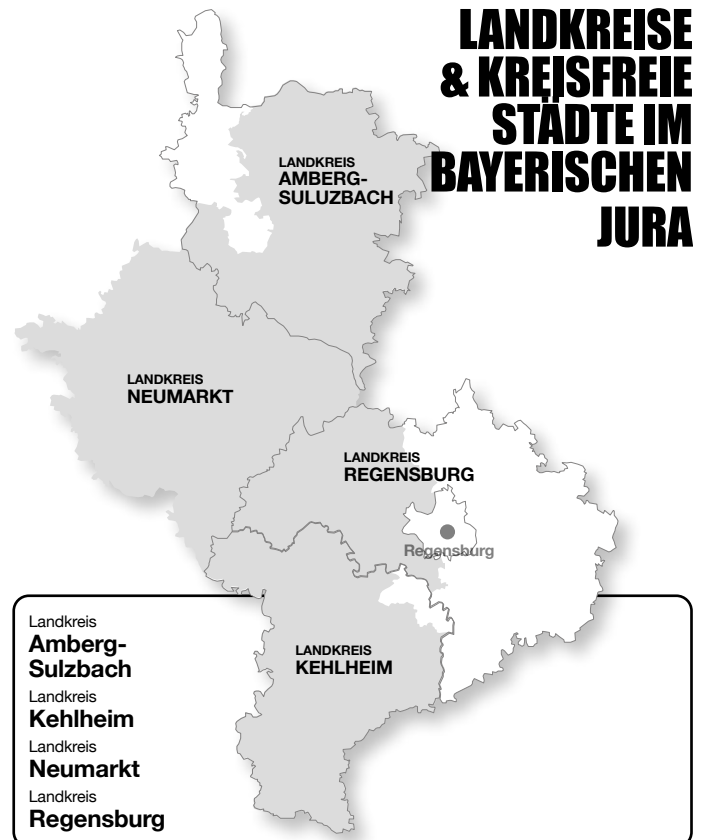 LANDKREISE
& KREISFREIE
STÄDTE IM
BAYERISCHEN
JURA
LANDKREIS
AMBERG-
SULUZBACH
LANDKREIS
NEUMARKT
LANDKREIS
REGENSBURG
Regensburg
LANDKREIS
KEHLHEIM
Landkreis
Amberg-
Sulzbach
Landkreis
Kehlheim
Landkreis
Neumarkt
Landkreis
Regensburg